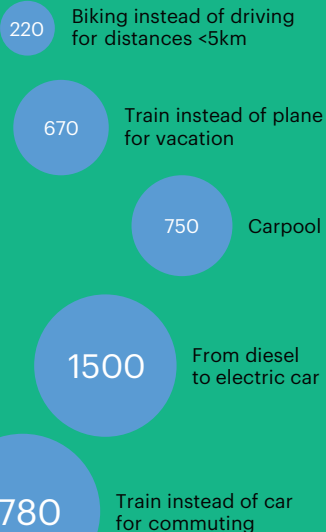 220
Biking instead of driving
for distances <5km
670
Train instead of plane
for vacation
750
Carpool
1500
From diesel
to electric car
780
Train instead of car
for commuting